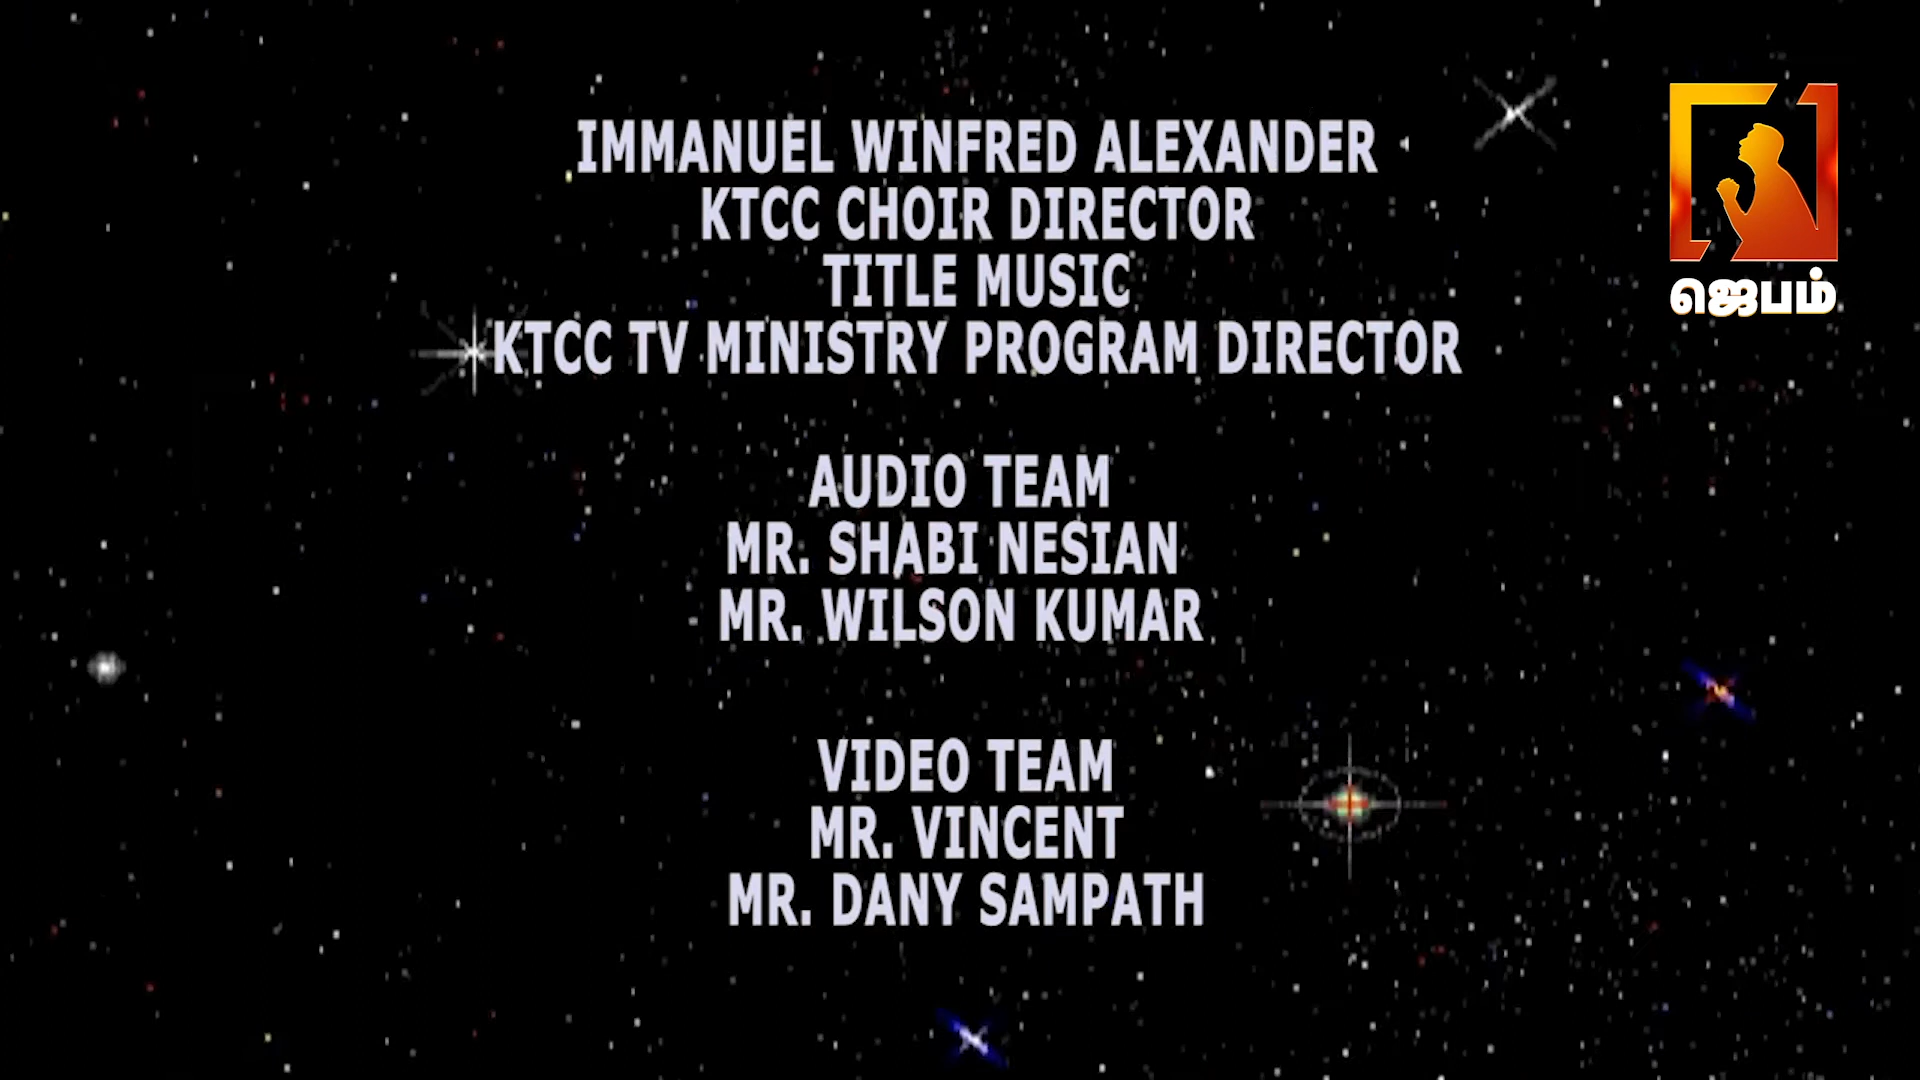 IMMANUEL WINFRED ALEXANDER
KTCC CHOIR DIRECTOR
TITLE MUSIC
KTCC TV MINISTRY PROGRAM DIRECTOR
AUDIO TEAM
MR. SHABI NESIAN
MR. WILSON KUMAR
VIDEO TEAM
MR. VINCENT
MR. DANY SAMPATH
ஜெபம்